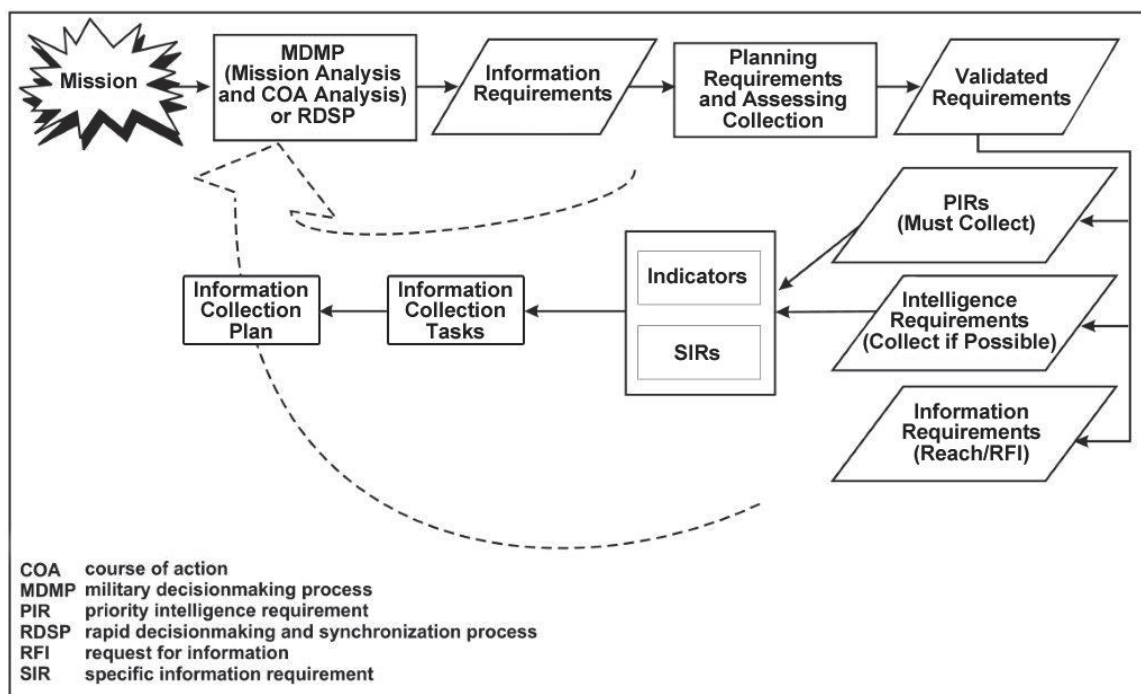 Mission
MDMP
(Mission Analysis
and COA Analysis)
or RDSP
Information
Requirements
Planning
Requirements
and Assessing
Collection
Validated
Requirements
PIRs
(Must Collect)
Intelligence
Requirements
(Collect if Possible)
Information
Requirements
(Reach/RFI)
Indicators
SIRs
Information
Collection
Tasks
Information
Collection
Plan
COA course of action
MDMP military decisionmaking process
PIR priority intelligence requirement
RDSP rapid decisionmaking and synchronization process
RFI request for information
SIR specific information requirement